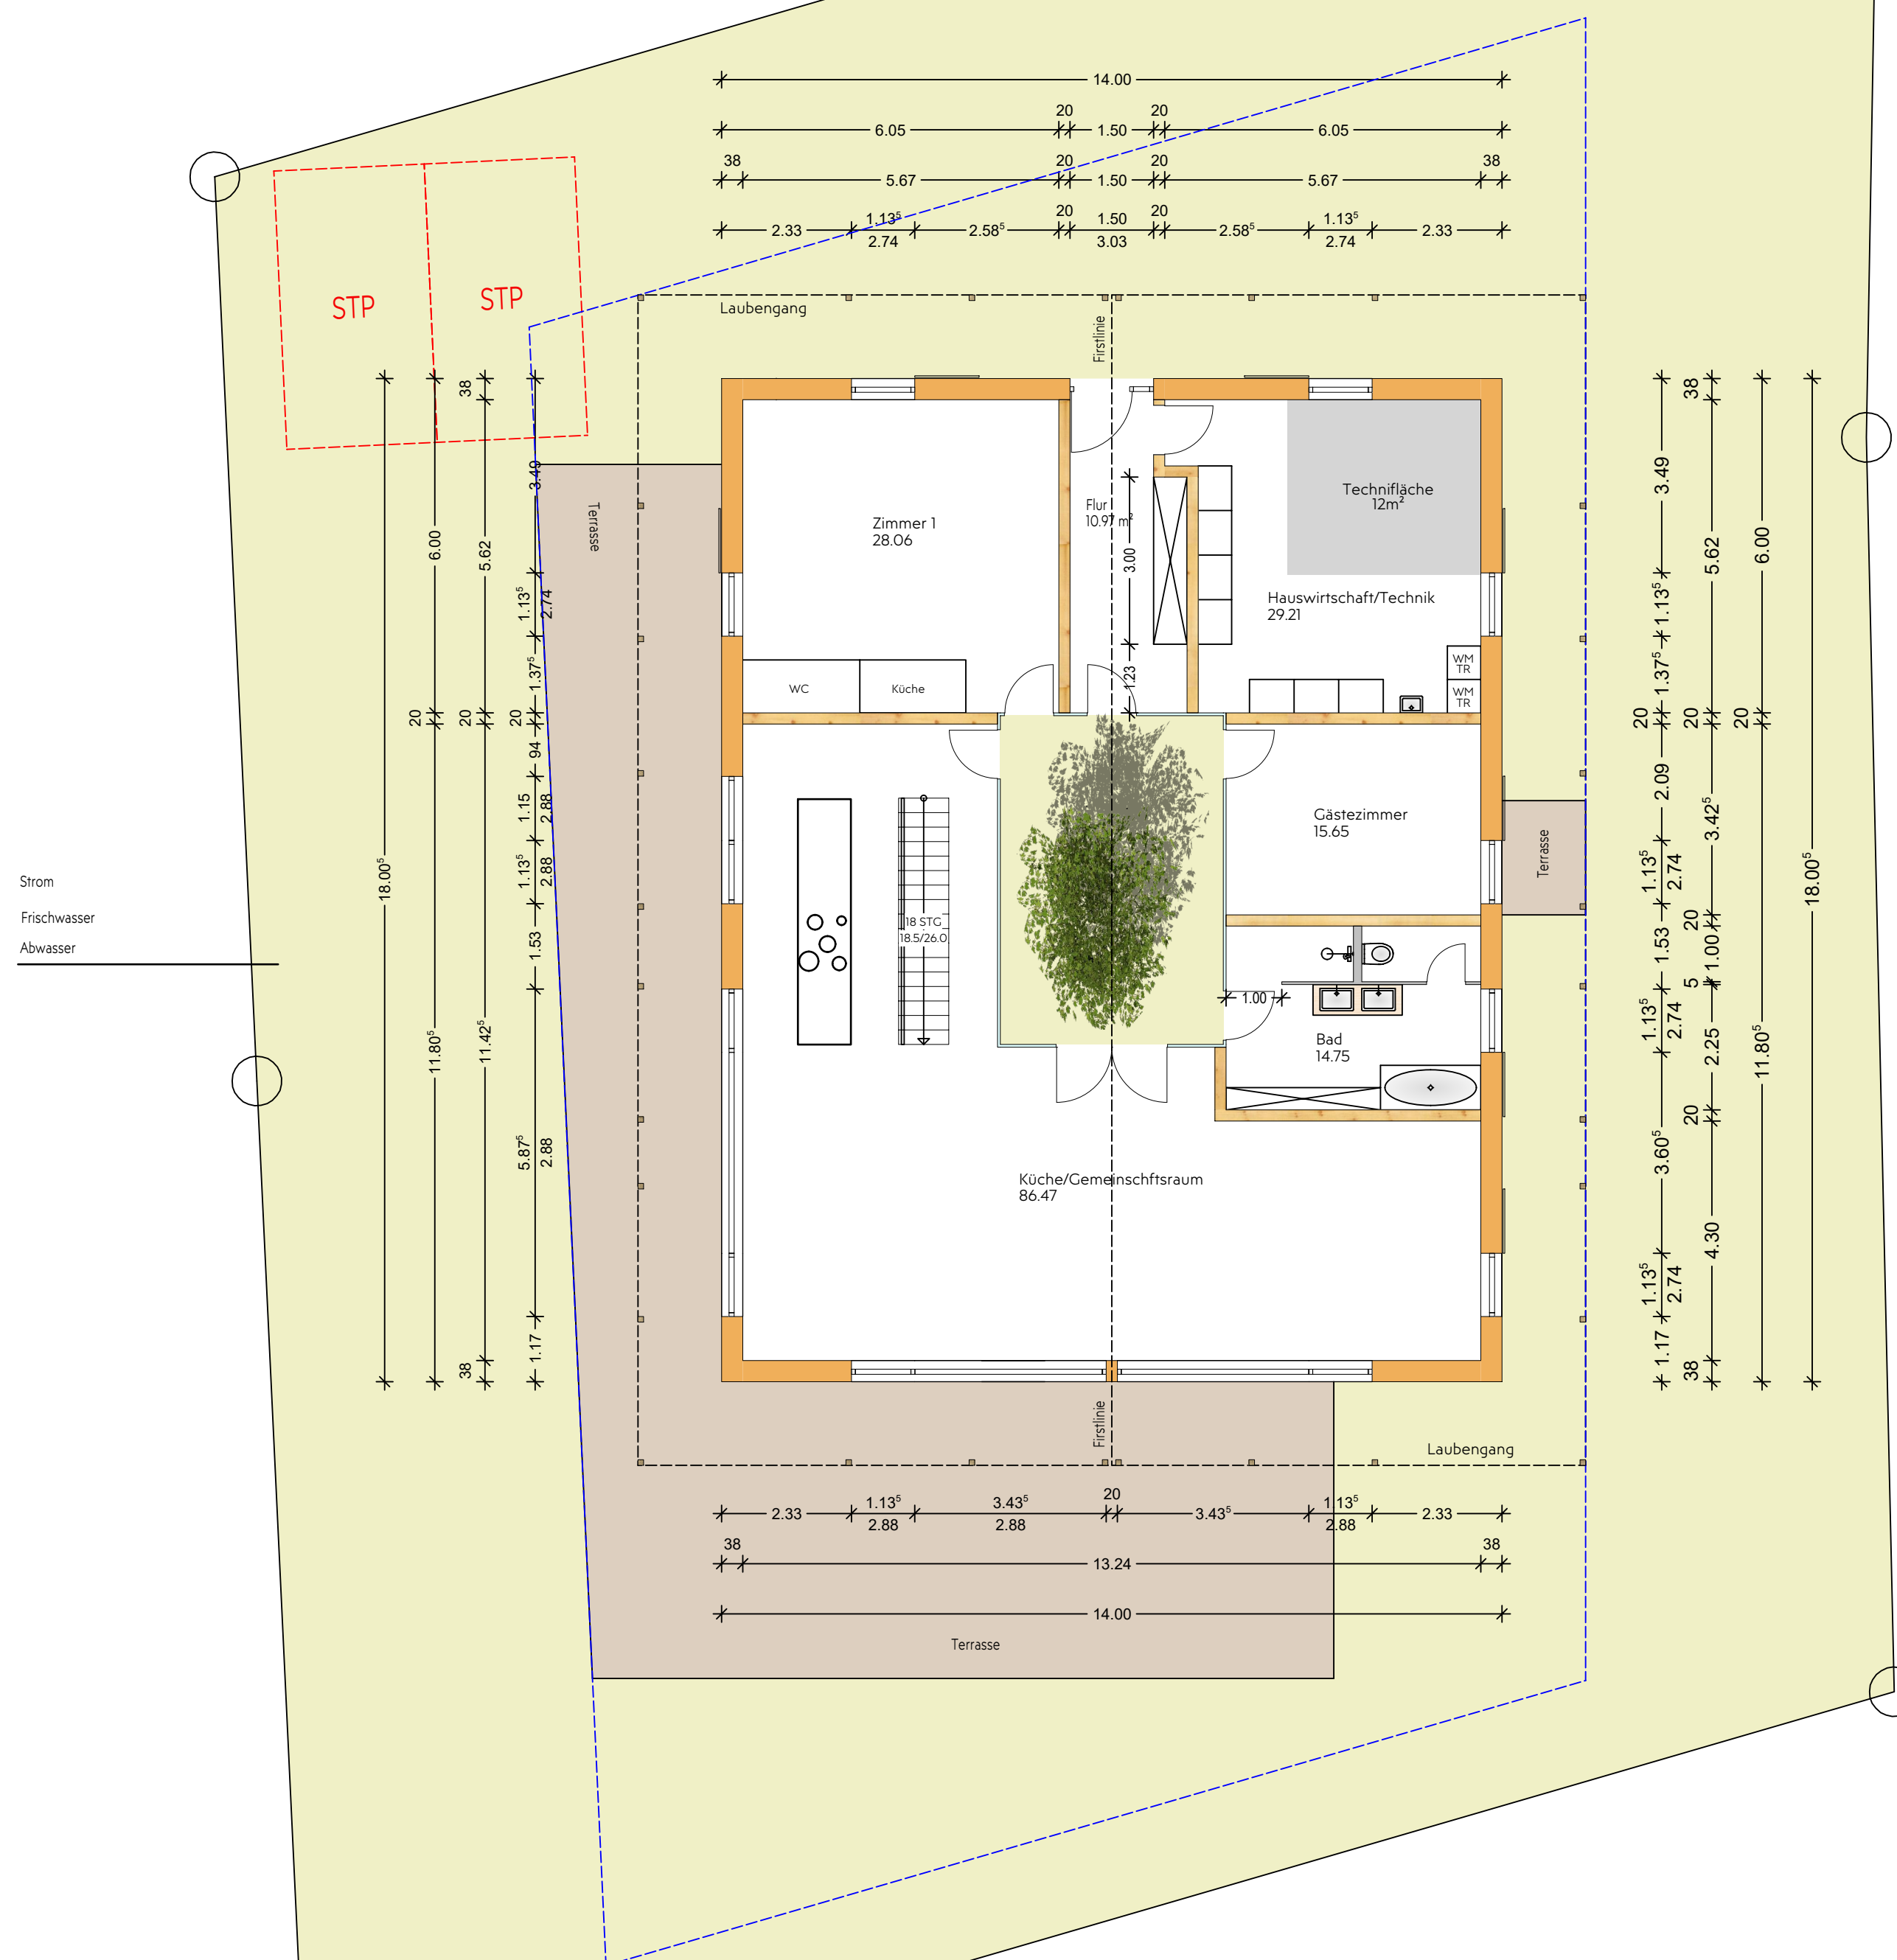 14.00
20 20
6.05 1.50 6.05
38 20 20 38
5.67 1.50 5.67
20 20
2.33 1.13⁵ 2.58⁵ 1.50 2.58⁵ 1.13⁵ 2.33
2.74 3.03 2.74
STP STP
Laubengang
Firstlinie
Terrasse
Zimmer 1
28.06
Flur
10.97 m²
3.00
1.23
Technifläche
12m²
Hauswirtschaft/Technik
29.21
WM
TR
WM
TR
WC Küche
18 STG
18.5/26.0
Gästezimmer
15.65
Terrasse
1.00
Bad
14.75
Küche/Gemeinschftsraum
86.47
Strom
Frischwasser
Abwasser
18.00⁵
6.00
20
11.80⁵
38
5.62
20
11.42⁵
38
3.49
1.13⁵
2.74
1.37⁵
20
94
1.15
2.88
1.13⁵
2.88
1.53
5.87⁵
2.88
1.17
3.49
1.13⁵
1.37⁵
20
2.09
1.13⁵
2.74
1.53
1.13⁵
2.74
3.60⁵
1.13⁵
2.74
1.17
38
5.62
20
3.42⁵
20
1.00
5
2.25
20
4.30
38
6.00
20
11.80⁵
18.00⁵
Firstlinie
Laubengang
20
2.33 1.13⁵ 3.43⁵ 3.43⁵ 1.13⁵ 2.33
2.88 2.88 2.88
38 38
13.24
14.00
Terrasse